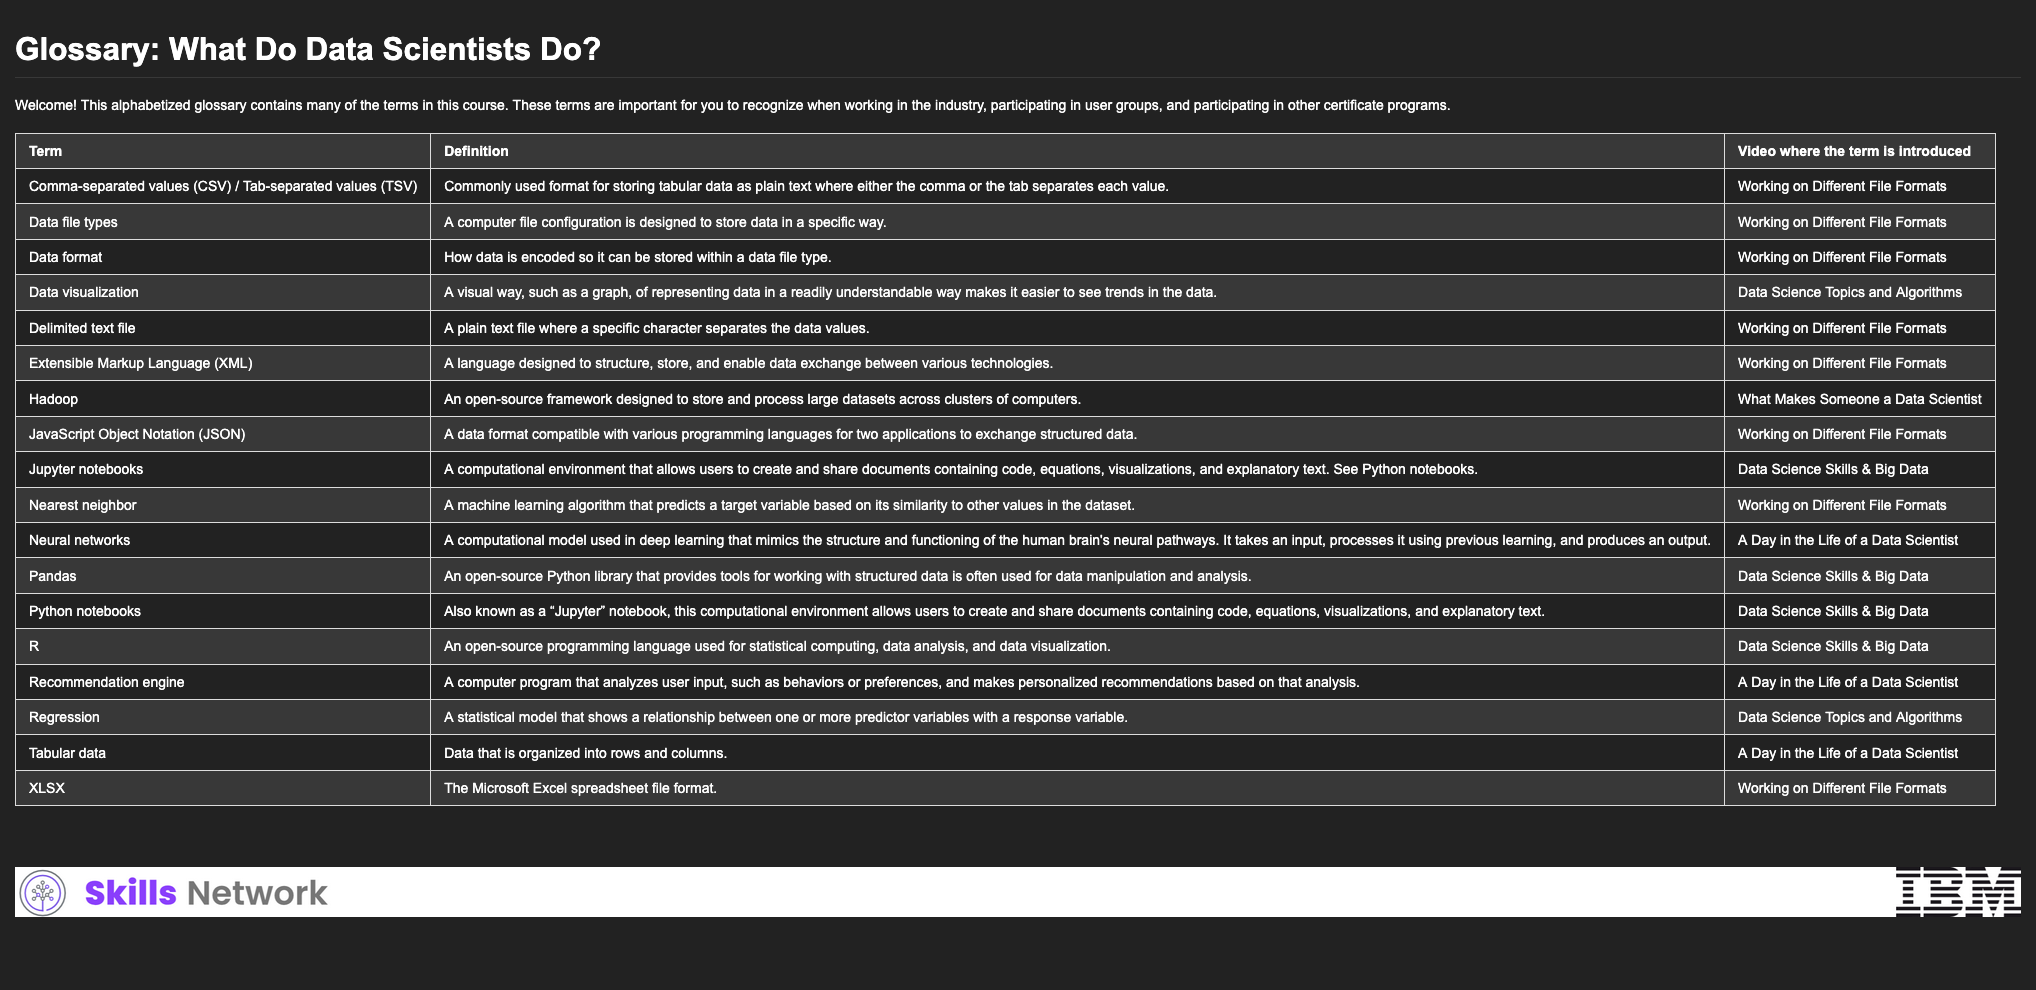 Glossary: What Do Data Scientists Do?
Welcome! This alphabetized glossary contains many of the terms in this course. These terms are important for you to recognize when working in the industry, participating in user groups, and participating in other certificate programs.
Term Definition Video where the term is introduced
Comma-separated values (CSV) / Tab-separated values (TSV) Commonly used format for storing tabular data as plain text where either the comma or the tab separates each value. Working on Different File Formats
Data file types A computer file configuration is designed to store data in a specific way. Working on Different File Formats
Data format How data is encoded so it can be stored within a data file type. Working on Different File Formats
Data visualization A visual way, such as a graph, of representing data in a readily understandable way makes it easier to see trends in the data. Data Science Topics and Algorithms
Delimited text file A plain text file where a specific character separates the data values. Working on Different File Formats
Extensible Markup Language (XML) A language designed to structure, store, and enable data exchange between various technologies. Working on Different File Formats
Hadoop An open-source framework designed to store and process large datasets across clusters of computers. What Makes Someone a Data Scientist
JavaScript Object Notation (JSON) A data format compatible with various programming languages for two applications to exchange structured data. Working on Different File Formats
Jupyter notebooks A computational environment that allows users to create and share documents containing code, equations, visualizations, and explanatory text. See Python notebooks. Data Science Skills & Big Data
Nearest neighbor A machine learning algorithm that predicts a target variable based on its similarity to other values in the dataset. Working on Different File Formats
Neural networks A computational model used in deep learning that mimics the structure and functioning of the human brain's neural pathways. It takes an input, processes it using previous learning, and produces an output. A Day in the Life of a Data Scientist
Pandas An open-source Python library that provides tools for working with structured data is often used for data manipulation and analysis. Data Science Skills & Big Data
Python notebooks Also known as a “Jupyter” notebook, this computational environment allows users to create and share documents containing code, equations, visualizations, and explanatory text. Data Science Skills & Big Data
R An open-source programming language used for statistical computing, data analysis, and data visualization. Data Science Skills & Big Data
Recommendation engine A computer program that analyzes user input, such as behaviors or preferences, and makes personalized recommendations based on that analysis. A Day in the Life of a Data Scientist
Regression A statistical model that shows a relationship between one or more predictor variables with a response variable. Data Science Topics and Algorithms
Tabular data Data that is organized into rows and columns. A Day in the Life of a Data Scientist
XLSX The Microsoft Excel spreadsheet file format. Working on Different File Formats
Skills Network IBM